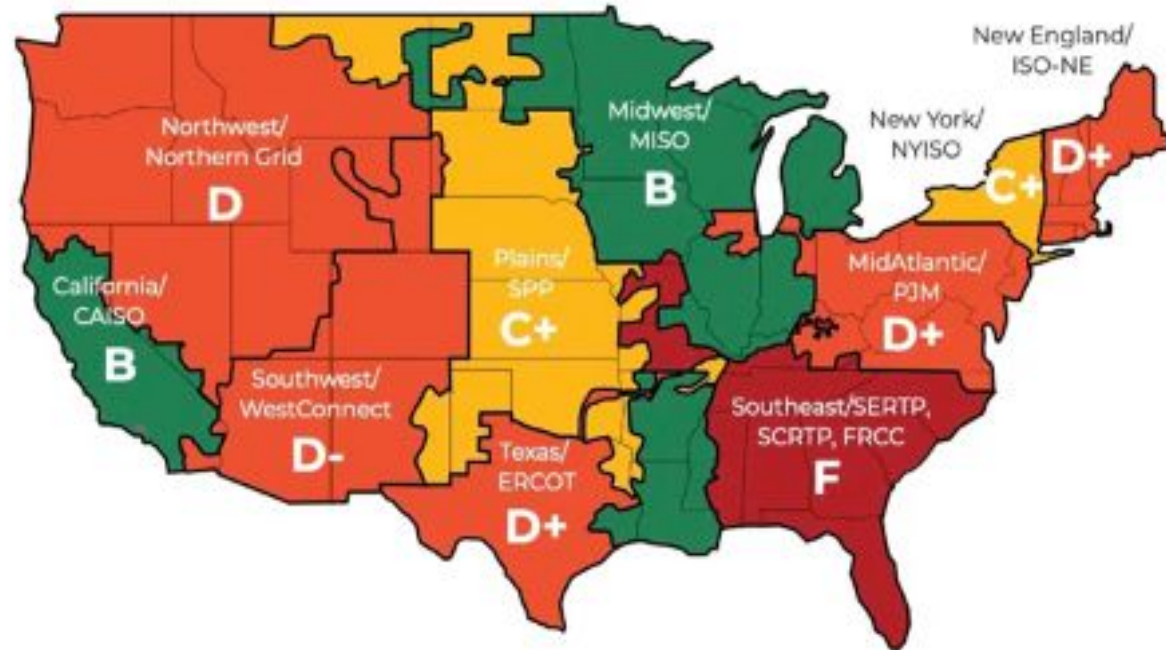 New England/
ISO-NE
Midwest/
MISO
B
New York/
NYISO
Northwest/
Northern Grid
D
D+
C+
Plains/
SPP
C+
MidAtlantic/
PJM
D+
California/
CAISO
B
Southwest/
WestConnect
D-
Southeast/SERTP,
SCRTP, FRCC
F
Texas/
ERCOT
D+